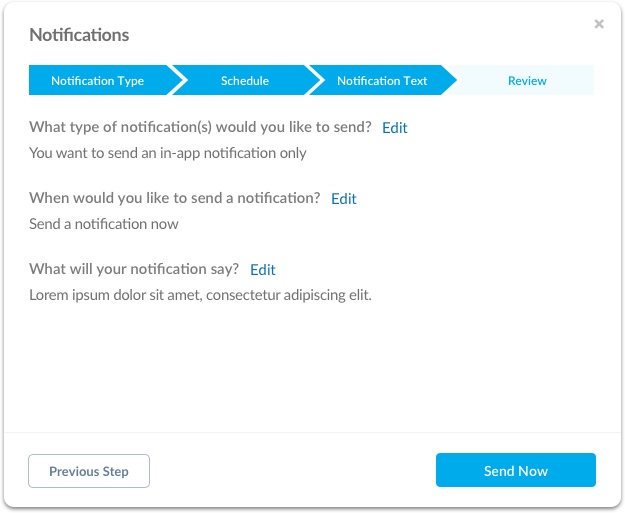 Notifications
Notification Type Schedule Notification Text Review
What type of notification(s) would you like to send? Edit
You want to send an in-app notification only
When would you like to send a notification? Edit
Send a notification now
What will your notification say? Edit
Lorem ipsum dolor sit amet, consectetur adipiscing elit.
Previous Step Send Now